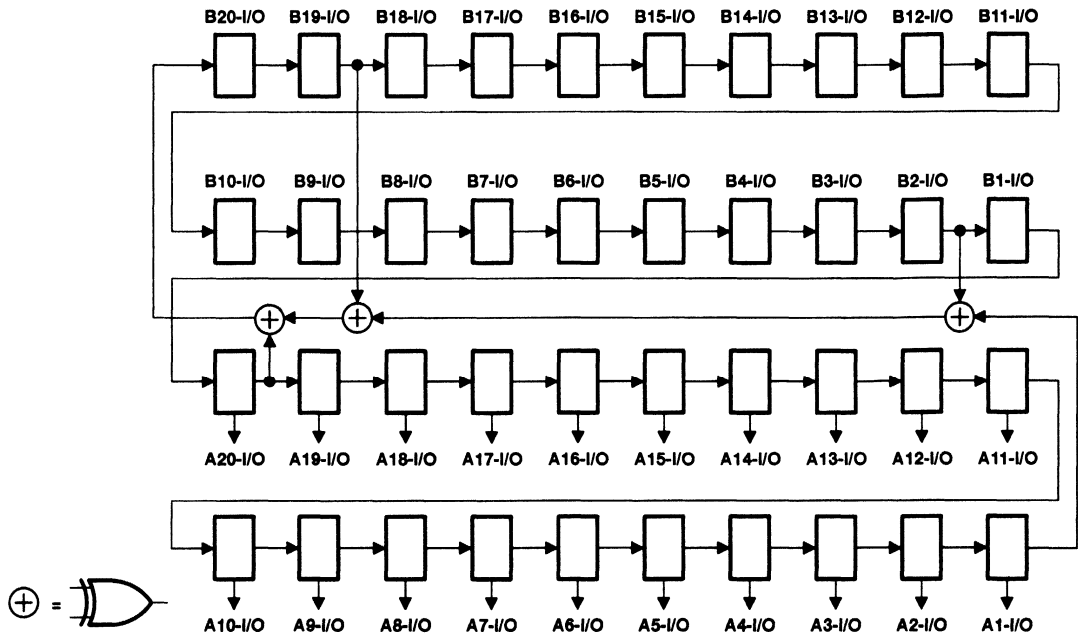 B20-I/O B19-I/O B18-I/O B17-I/O B16-I/O B15-I/O B14-I/O B13-I/O B12-I/O B11-I/O
B10-I/O B9-I/O B8-I/O B7-I/O B6-I/O B5-I/O B4-I/O B3-I/O B2-I/O B1-I/O
A20-I/O A19-I/O A18-I/O A17-I/O A16-I/O A15-I/O A14-I/O A13-I/O A12-I/O A11-I/O
A10-I/O A9-I/O A8-I/O A7-I/O A6-I/O A5-I/O A4-I/O A3-I/O A2-I/O A1-I/O